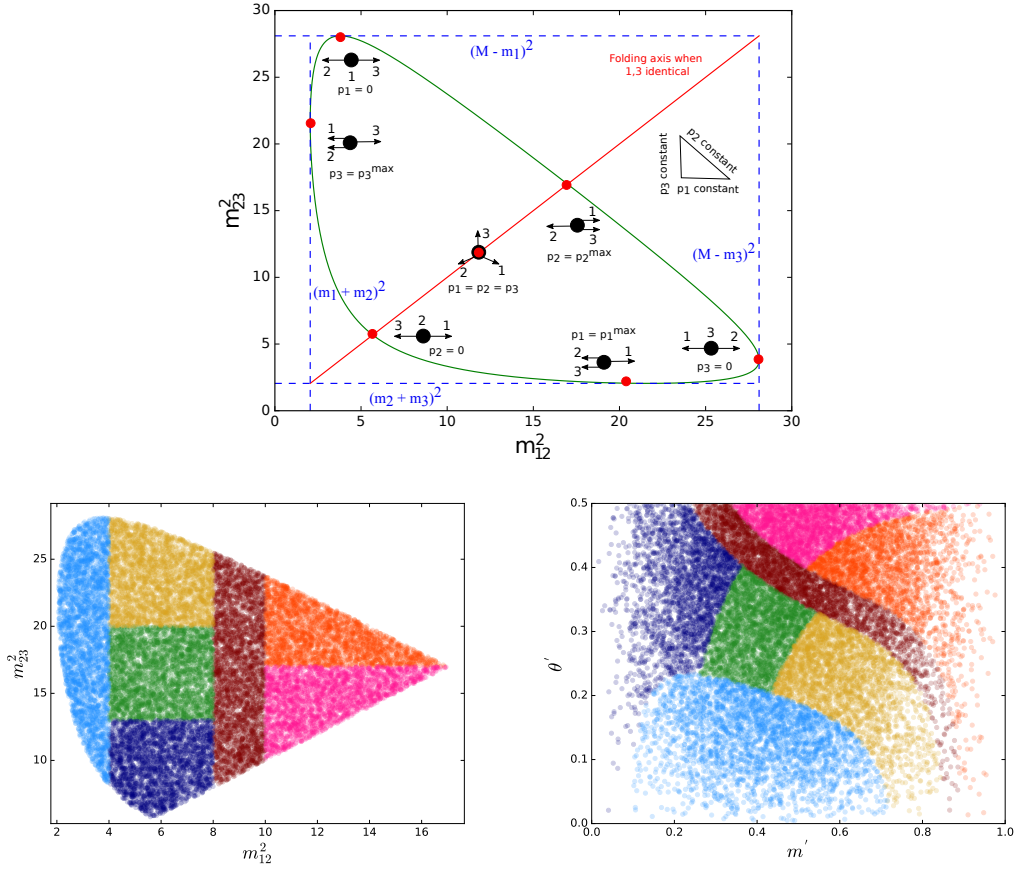 30
25
20
15
10
5
0
m²₂₃
0
5
10
15
20
25
30
m²₁₂
(M - m₁)²
Folding axis when
1,3 identical
2 1 3
p₁ = 0
1 3
2
p₃ = p₃ᵐᵃˣ
p3 constant
p2 constant
p₁ constant
1
2
3
p₂ = p₂ᵐᵃˣ
3
2 1
p₁ = p₂ = p₃
(M - m₃)²
(m₁ + m₂)²
3 2 1
p₂ = 0
p₁ = p₁ᵐᵃˣ
2 1
3
1 3 2
p₃ = 0
(m₂ + m₃)²
25
20
15
10
m²₂₃
2
4
6
8
10
12
14
16
m²₁₂
0.5
0.4
0.3
0.2
0.1
0.0
θ′
0.0
0.2
0.4
0.6
0.8
1.0
m′